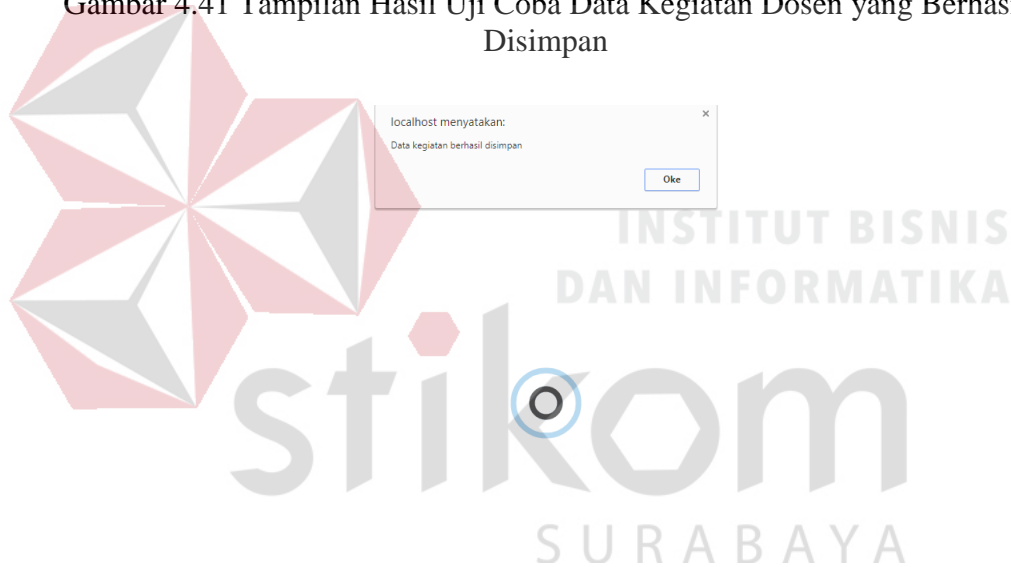 Gambar 4.41 Tampilan Hasil Uji Coba Data Kegiatan Dosen yang Berhasi
Disimpan
localhost menyatakan:
×
Data kegiatan berhasil disimpan
Oke
INSTITUT BISNIS
DAN INFORMATIKA
stikom
SURABAYA